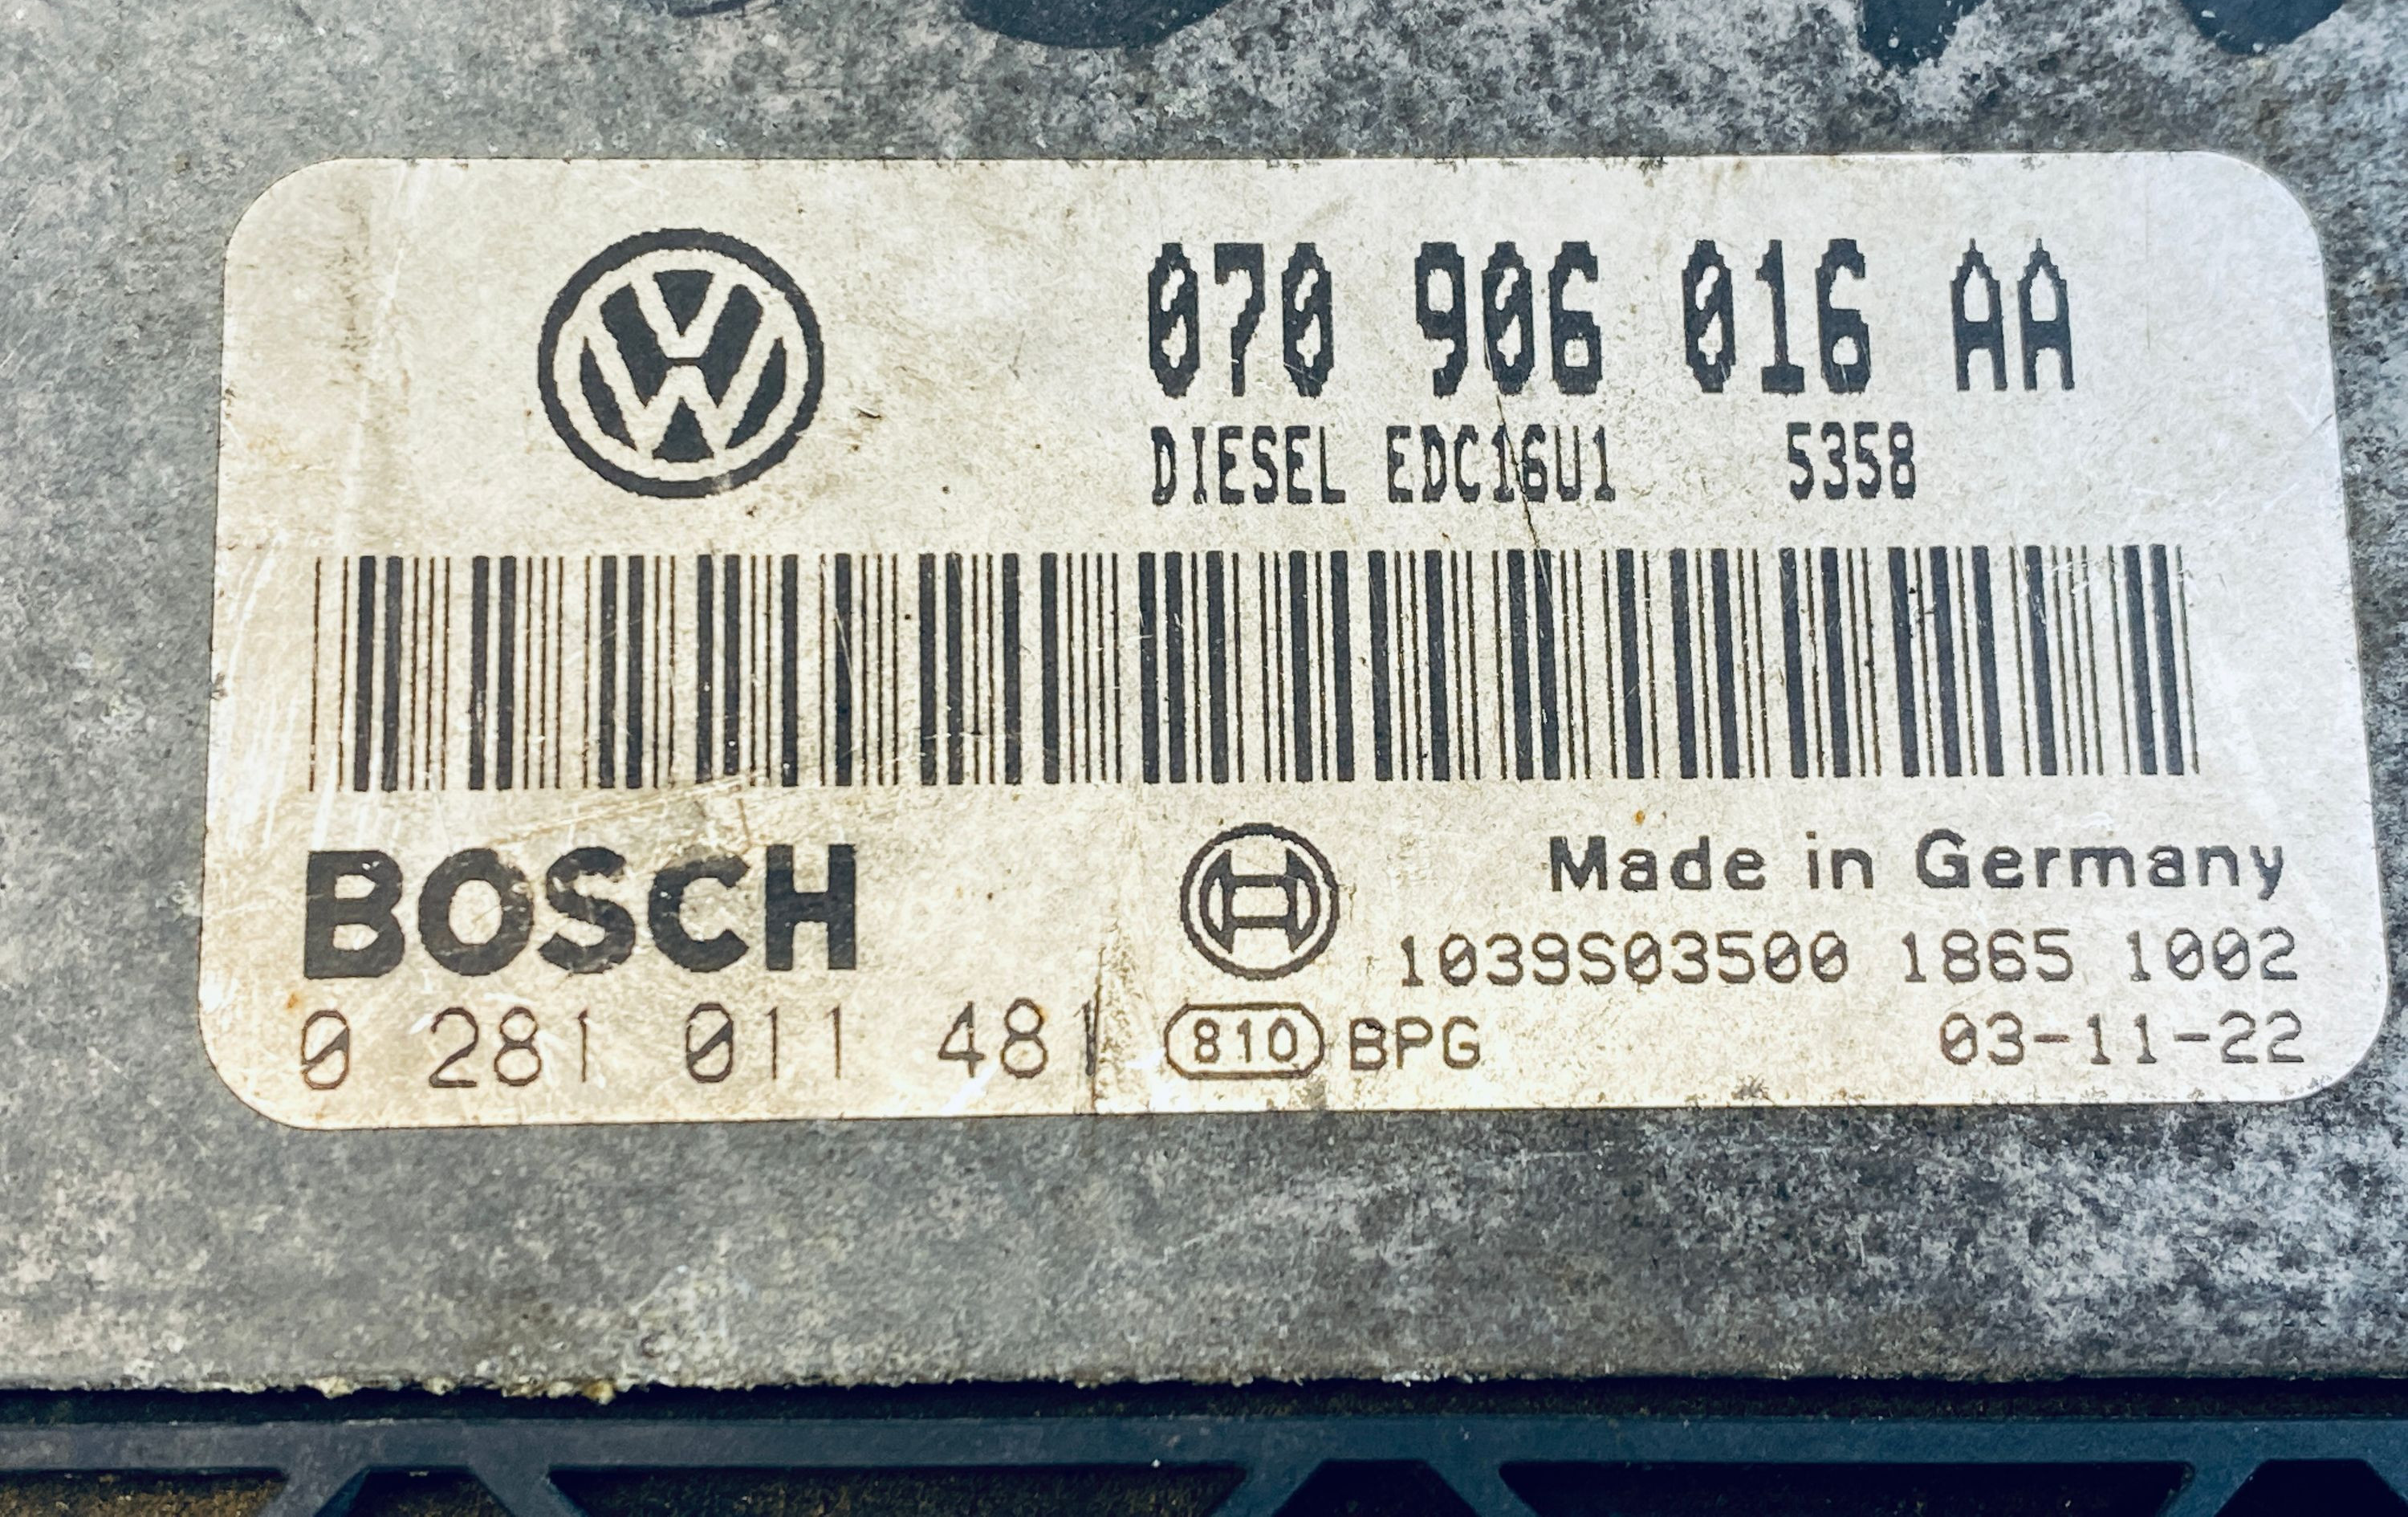 070 906 016 AA
DIESEL EDC16U1 5358
BOSCH
Made in Germany
1039S03500 1865 1002
0 281 011 481
810 BPG
03-11-22